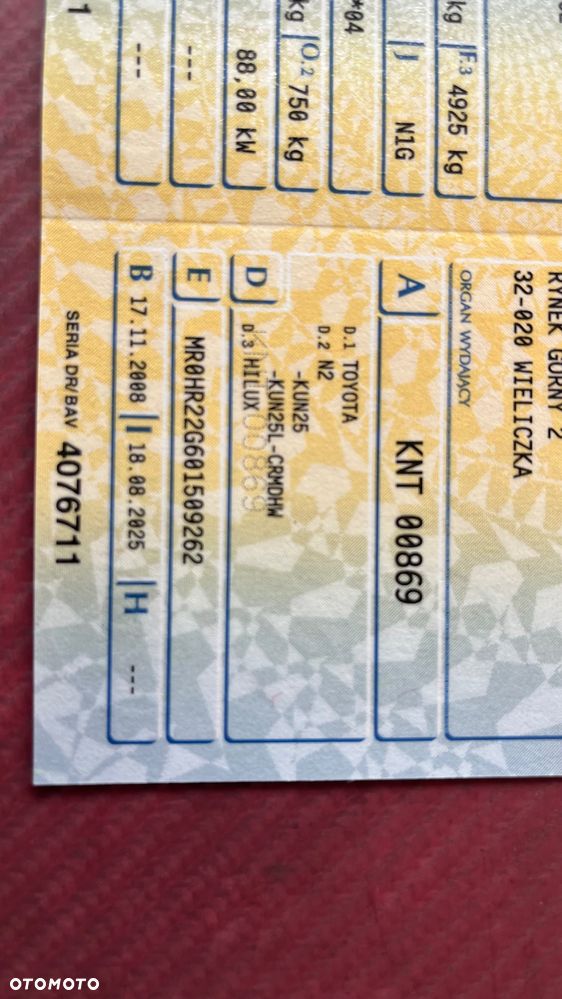 RYNEK GÓRNY 2
32-020 WIELICZKA
ORGAN WYDAJĄCY
A KNT 00869
D.1 TOYOTA
D.2 N2
-KUN25
-KUN25L-CRMDHW
D D.3 HILUX
00869
E MR0HR22G601509262
B 17.11.2008 I 18.08.2025 H ---
SERIA DR/BAV 4076711
kg F.3 4925 kg
J N1G
*04
kg O.2 750 kg
88,00 kW
---
---
1
OTOMOTO